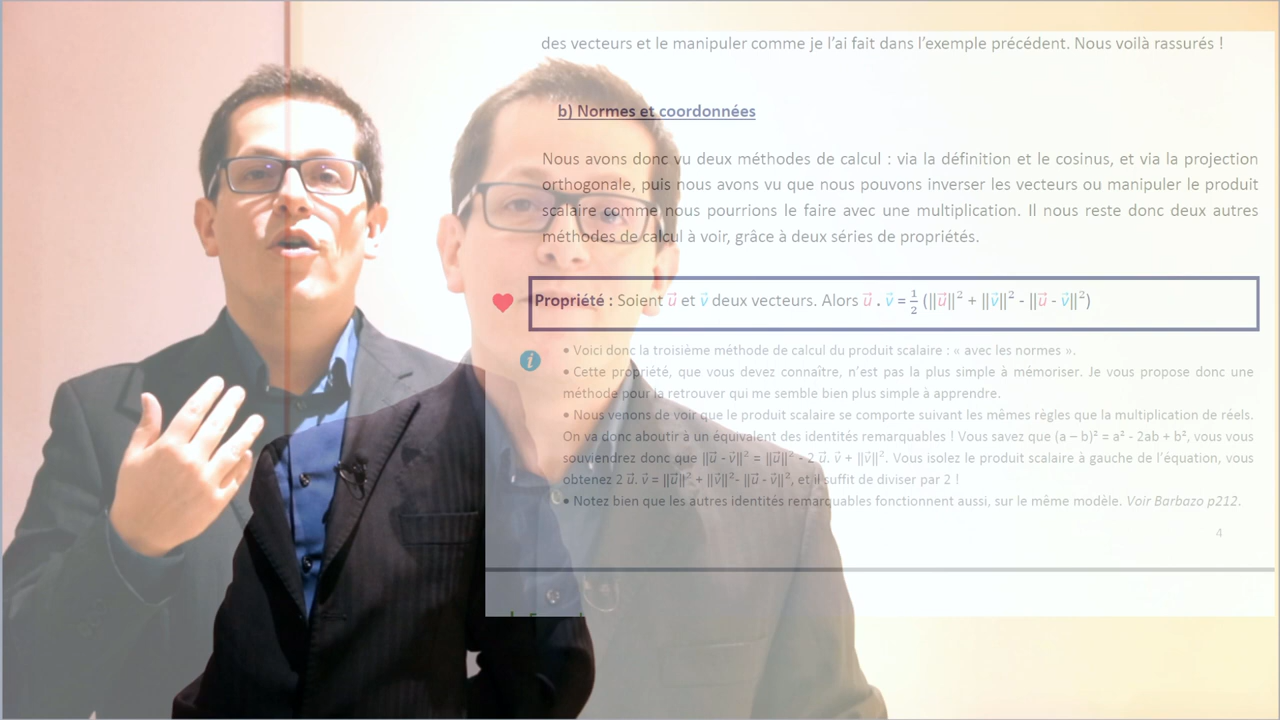 des vecteurs et le manipuler comme je l'ai fait dans l'exemple précédent. Nous voilà rassurés !
b) Normes et coordonnées
Nous avons donc vu deux méthodes de calcul : via la définition et le cosinus, et via la projection
orthogonale, puis nous avons vu que nous pouvons inverser les vecteurs ou manipuler le produit
scalaire comme nous pourrions le faire avec une multiplication. Il nous reste donc deux autres
méthodes de calcul à voir, grâce à deux séries de propriétés.
Propriété : Soient u⃗ et v⃗ deux vecteurs. Alors u⃗ . v⃗ = 1/2 (||u⃗||² + ||v⃗||² - ||u⃗ - v⃗||²)
• Voici donc la troisième méthode de calcul du produit scalaire : « avec les normes ».
• Cette propriété, que vous devez connaître, n'est pas la plus simple à mémoriser. Je vous propose donc une
méthode pour la retrouver qui me semble bien plus simple à apprendre.
• Nous venons de voir que le produit scalaire se comporte suivant les mêmes règles que la multiplication de réels.
On va donc aboutir à un équivalent des identités remarquables ! Vous savez que (a – b)² = a² - 2ab + b², vous vous
souviendrez donc que ||u⃗ - v⃗||² = ||u⃗||² - 2 u⃗. v⃗ + ||v⃗||². Vous isolez le produit scalaire à gauche de l'équation, vous
obtenez 2 u⃗. v⃗ = ||u⃗||² + ||v⃗||²- ||u⃗ - v⃗||², et il suffit de diviser par 2 !
• Notez bien que les autres identités remarquables fonctionnent aussi, sur le même modèle. Voir Barbazo p212.
4